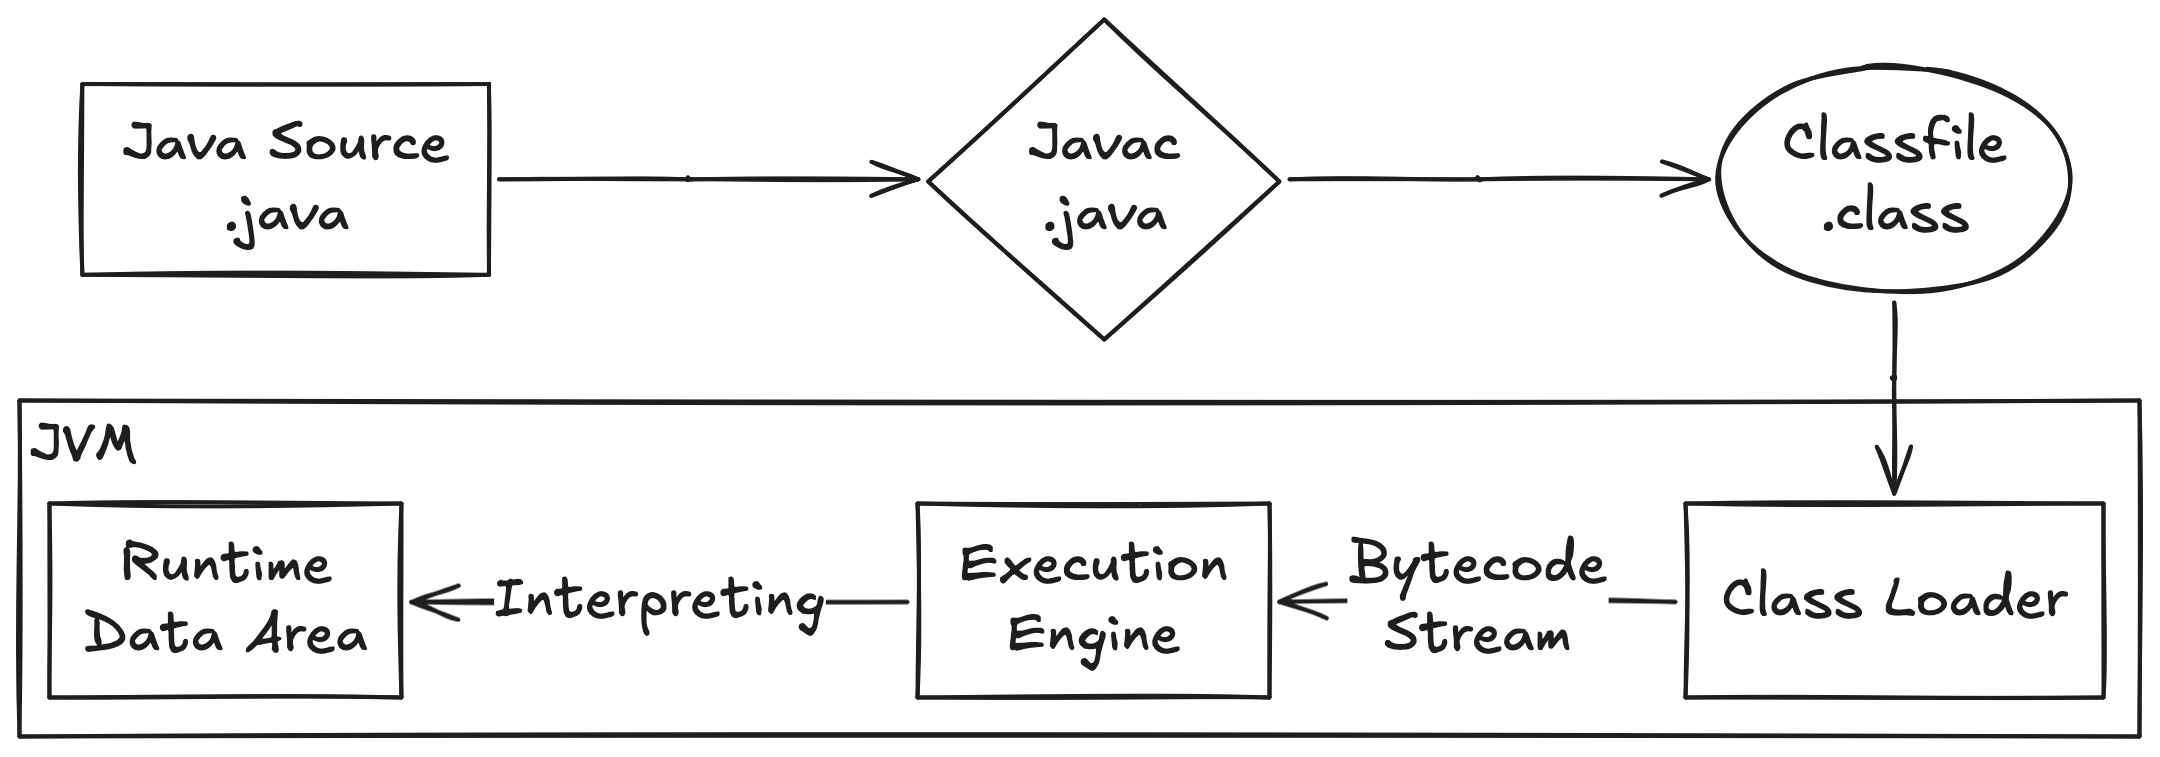 Java Source
.java
Javac
.java
Classfile
.class
JVM
Runtime
Data Area
Interpreting
Execution
Engine
Bytecode
Stream
Class Loader